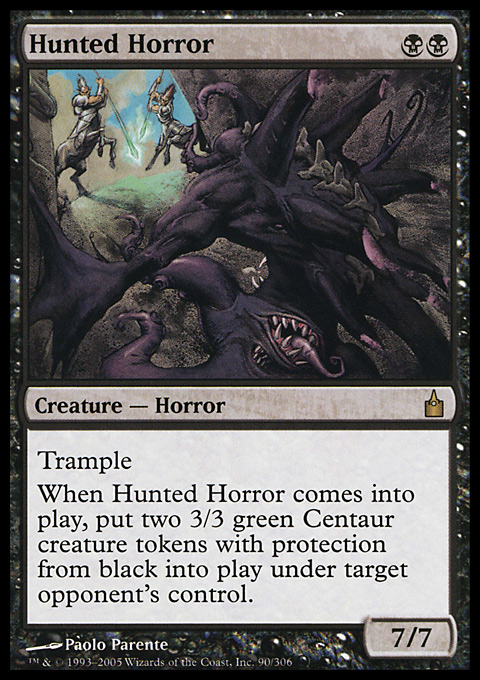 Hunted Horror
Creature — Horror
Trample
When Hunted Horror comes into
play, put two 3/3 green Centaur
creature tokens with protection
from black into play under target
opponent's control.
7/7
Paolo Parente
™ & © 1993–2005 Wizards of the Coast, Inc. 90/306